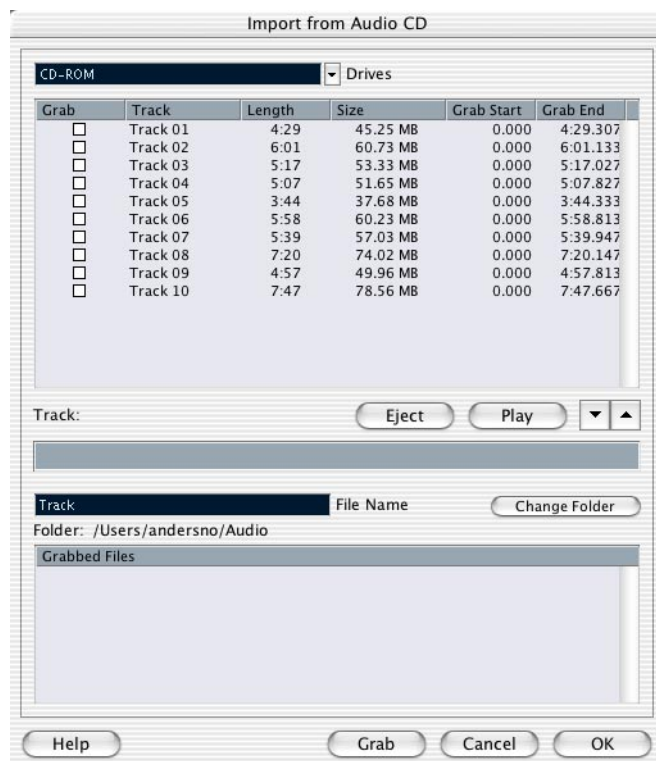 Import from Audio CD
CD-ROM Drives
Grab Track Length Size Grab Start Grab End
Track 01 4:29 45.25 MB 0.000 4:29.307
Track 02 6:01 60.73 MB 0.000 6:01.133
Track 03 5:17 53.33 MB 0.000 5:17.027
Track 04 5:07 51.65 MB 0.000 5:07.827
Track 05 3:44 37.68 MB 0.000 3:44.333
Track 06 5:58 60.23 MB 0.000 5:58.813
Track 07 5:39 57.03 MB 0.000 5:39.947
Track 08 7:20 74.02 MB 0.000 7:20.147
Track 09 4:57 49.96 MB 0.000 4:57.813
Track 10 7:47 78.56 MB 0.000 7:47.667
Track: Eject Play
Track File Name Change Folder
Folder: /Users/andersno/Audio
Grabbed Files
Help Grab Cancel OK